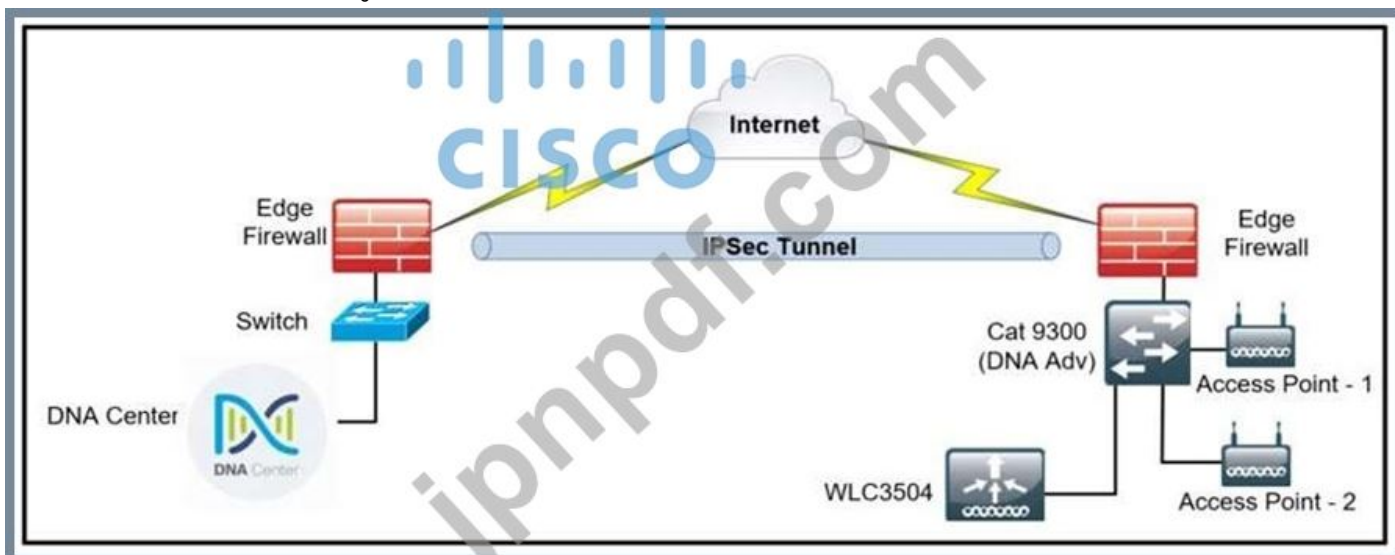 CISCO
Internet
Edge
Firewall
IPSec Tunnel
Edge
Firewall
Switch
Cat 9300
(DNA Adv)
Access Point - 1
DNA Center
DNA Center
WLC3504
Access Point - 2
jpnpdf.com